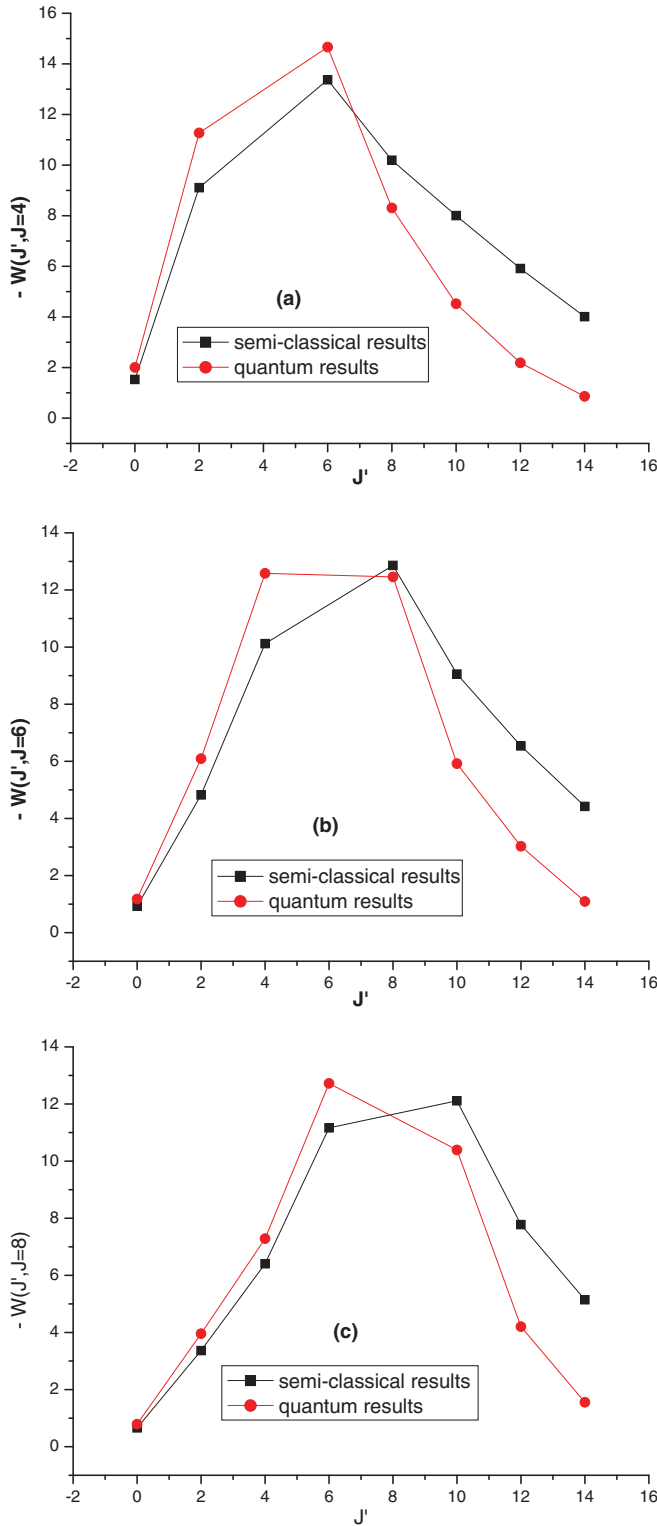 16
14
12
10
8
6
4
2
0
- W(J',J=4)
(a)
semi-classical results
quantum results
-2 0 2 4 6 8 10 12 14 16
J'
14
12
10
8
6
4
2
0
- W(J',J=6)
(b)
semi-classical results
quantum results
-2 0 2 4 6 8 10 12 14 16
J'
14
12
10
8
6
4
2
0
- W(J',J=8)
(c)
semi-classical results
quantum results
-2 0 2 4 6 8 10 12 14 16
J'